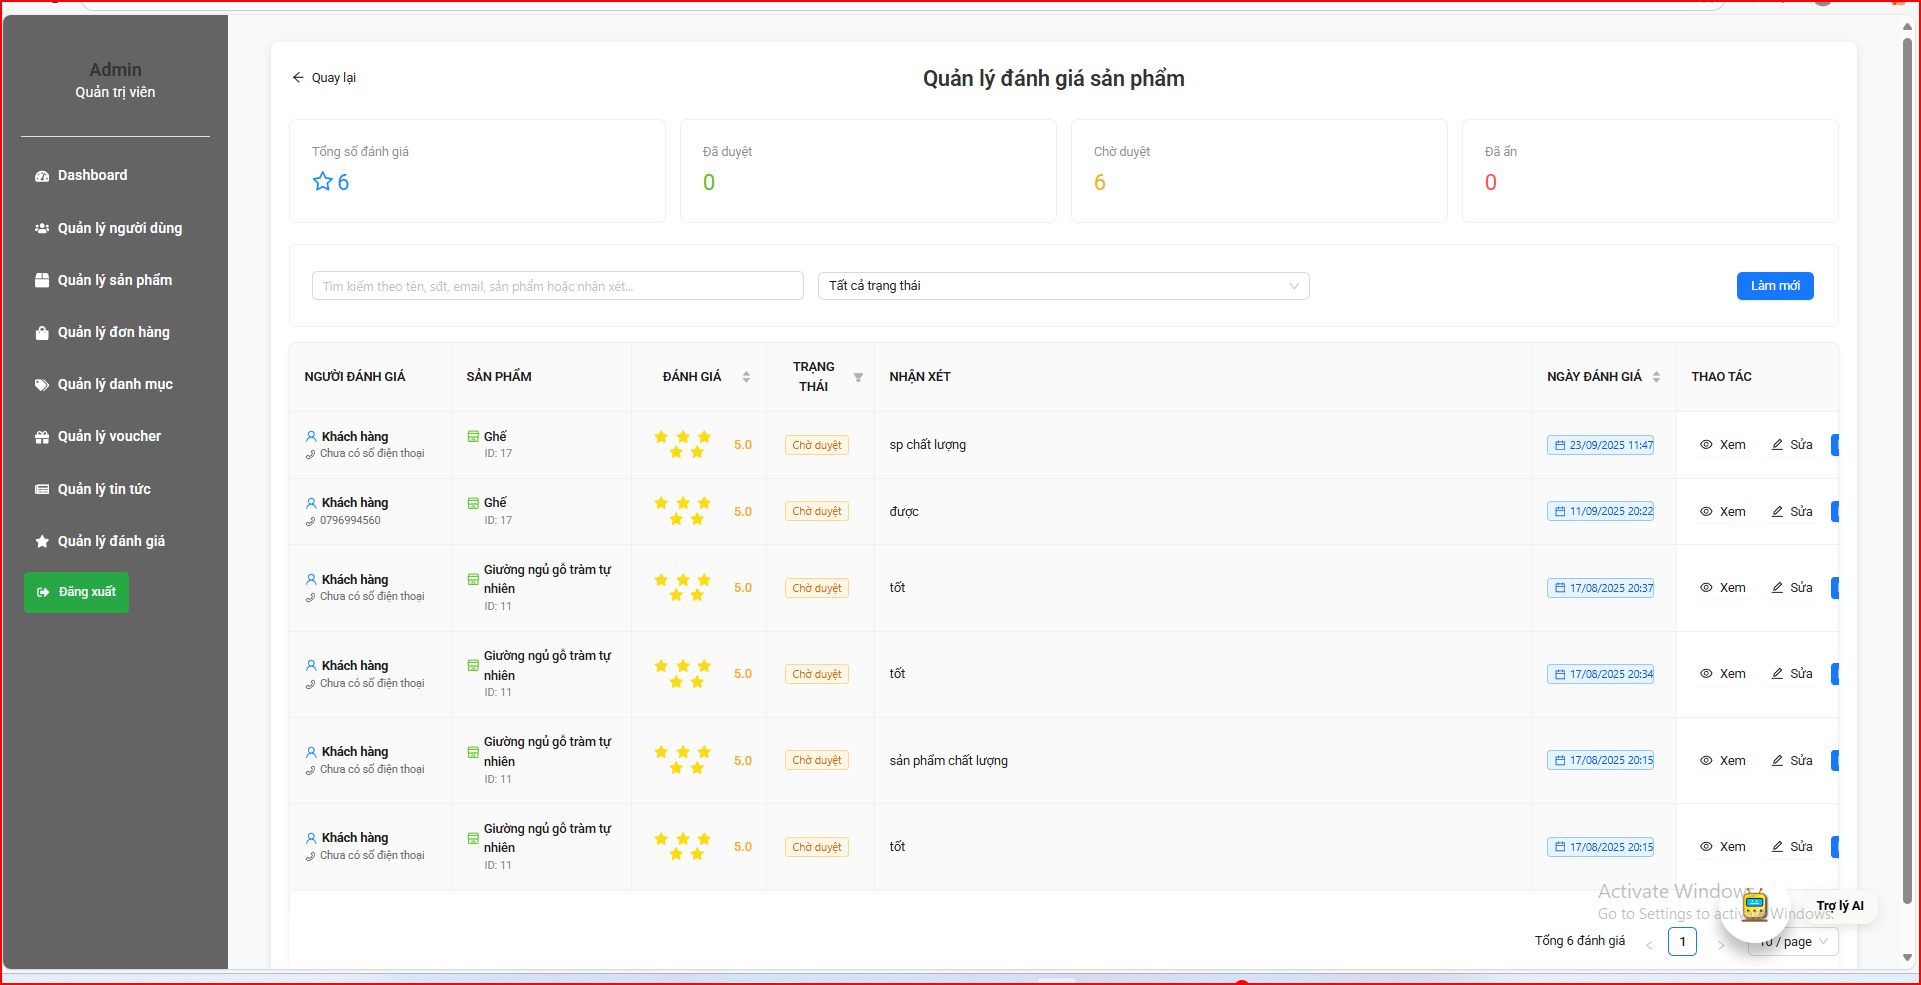 Admin
Quản trị viên
Dashboard
Quản lý người dùng
Quản lý sản phẩm
Quản lý đơn hàng
Quản lý danh mục
Quản lý voucher
Quản lý tin tức
Quản lý đánh giá
Đăng xuất
Quay lại
Quản lý đánh giá sản phẩm
Tổng số đánh giá
6
Đã duyệt
0
Chờ duyệt
6
Đã ẩn
0
Tìm kiếm theo tên, sđt, email, sản phẩm hoặc nhận xét...
Tất cả trạng thái
Làm mới
NGƯỜI ĐÁNH GIÁ
SẢN PHẨM
ĐÁNH GIÁ
TRẠNG
THÁI
NHẬN XÉT
NGÀY ĐÁNH GIÁ
THAO TÁC
Khách hàng
Chưa có số điện thoại
Ghế
ID: 17
5.0
Chờ duyệt
sp chất lượng
23/09/2025 11:47
Xem
Sửa
Khách hàng
0796994560
Ghế
ID: 17
5.0
Chờ duyệt
được
11/09/2025 20:22
Xem
Sửa
Khách hàng
Chưa có số điện thoại
Giường ngủ gỗ tràm tự
nhiên
ID: 11
5.0
Chờ duyệt
tốt
17/08/2025 20:37
Xem
Sửa
Khách hàng
Chưa có số điện thoại
Giường ngủ gỗ tràm tự
nhiên
ID: 11
5.0
Chờ duyệt
tốt
17/08/2025 20:34
Xem
Sửa
Khách hàng
Chưa có số điện thoại
Giường ngủ gỗ tràm tự
nhiên
ID: 11
5.0
Chờ duyệt
sản phẩm chất lượng
17/08/2025 20:15
Xem
Sửa
Khách hàng
Chưa có số điện thoại
Giường ngủ gỗ tràm tự
nhiên
ID: 11
5.0
Chờ duyệt
tốt
17/08/2025 20:15
Xem
Sửa
Activate Windows
Go to Settings to activate Windows.
Trợ lý AI
Tổng 6 đánh giá
1
10 / page